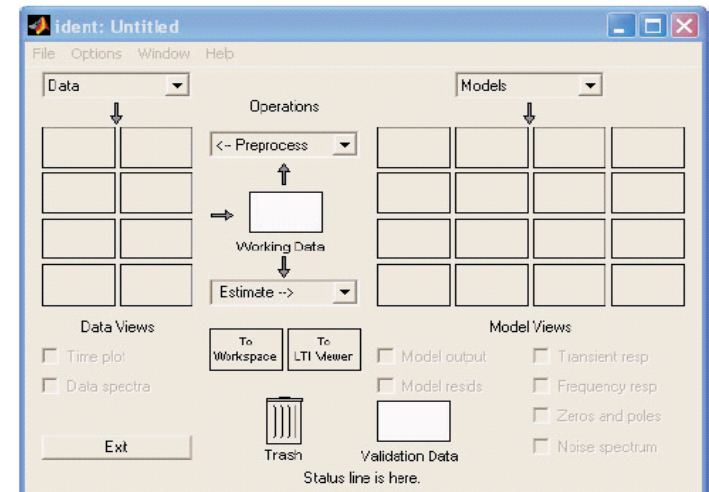 ident: Untitled
File Options Window Help
Data
Models
Operations
<-- Preprocess
Working Data
Estimate -->
Data Views
Time plot
Data spectra
To Workspace
To LTI Viewer
Model Views
Model output
Transient resp
Model resids
Frequency resp
Zeros and poles
Noise spectrum
Exit
Trash
Validation Data
Status line is here.